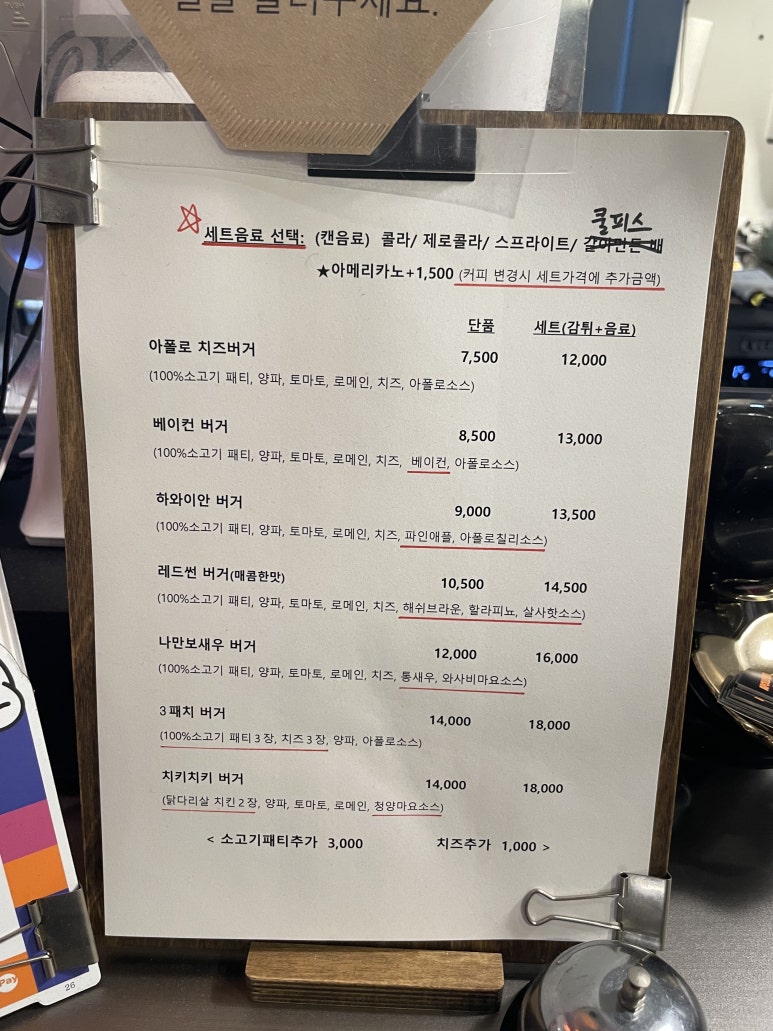 쿨피스
세트음료 선택: (캔음료) 콜라/ 제로콜라/ 스프라이트/ 갈아만든 배
★아메리카노+1,500 (커피 변경시 세트가격에 추가금액)
단품 세트(감튀+음료)
아폴로 치즈버거 7,500 12,000
(100%소고기 패티, 양파, 토마토, 로메인, 치즈, 아폴로소스)
베이컨 버거 8,500 13,000
(100%소고기 패티, 양파, 토마토, 로메인, 치즈, 베이컨, 아폴로소스)
하와이안 버거 9,000 13,500
(100%소고기 패티, 양파, 토마토, 로메인, 치즈, 파인애플, 아폴로칠리소스)
레드썬 버거(매콤한맛) 10,500 14,500
(100%소고기 패티, 양파, 토마토, 로메인, 치즈, 해쉬브라운, 할라피뇨, 살사핫소스)
나만보새우 버거 12,000 16,000
(100%소고기 패티, 양파, 토마토, 로메인, 치즈, 통새우, 와사비마요소스)
3패치 버거 14,000 18,000
(100%소고기 패티3장, 치즈3장, 양파, 아폴로소스)
치키치키 버거 14,000 18,000
(닭다리살 치킨2장, 양파, 토마토, 로메인, 청양마요소스)
< 소고기패티추가 3,000 치즈추가 1,000 >
Pay
26